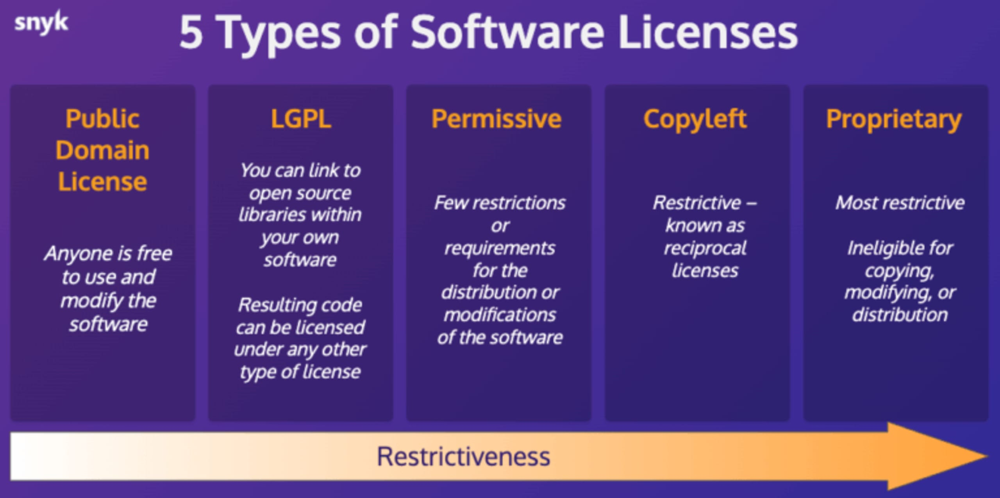 snyk
5 Types of Software Licenses
Public
Domain
License
Anyone is free
to use and
modify the
software
LGPL
You can link to
open source
libraries within
your own
software
Resulting code
can be licensed
under any other
type of license
Permissive
Few restrictions
or
requirements
for the
distribution or
modifications
of the software
Copyleft
Restrictive –
known as
reciprocal
licenses
Proprietary
Most restrictive
Ineligible for
copying,
modifying, or
distribution
Restrictiveness